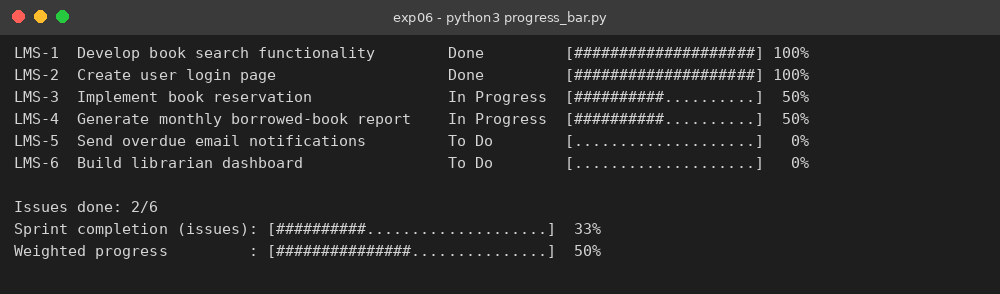 exp06 - python3 progress_bar.py
LMS-1  Develop book search functionality        Done         [####################] 100%
LMS-2  Create user login page                   Done         [####################] 100%
LMS-3  Implement book reservation               In Progress  [##########..........]  50%
LMS-4  Generate monthly borrowed-book report    In Progress  [##########..........]  50%
LMS-5  Send overdue email notifications         To Do        [....................]   0%
LMS-6  Build librarian dashboard                To Do        [....................]   0%
Issues done: 2/6
Sprint completion (issues): [##########....................]  33%
Weighted progress         : [###############...............]  50%